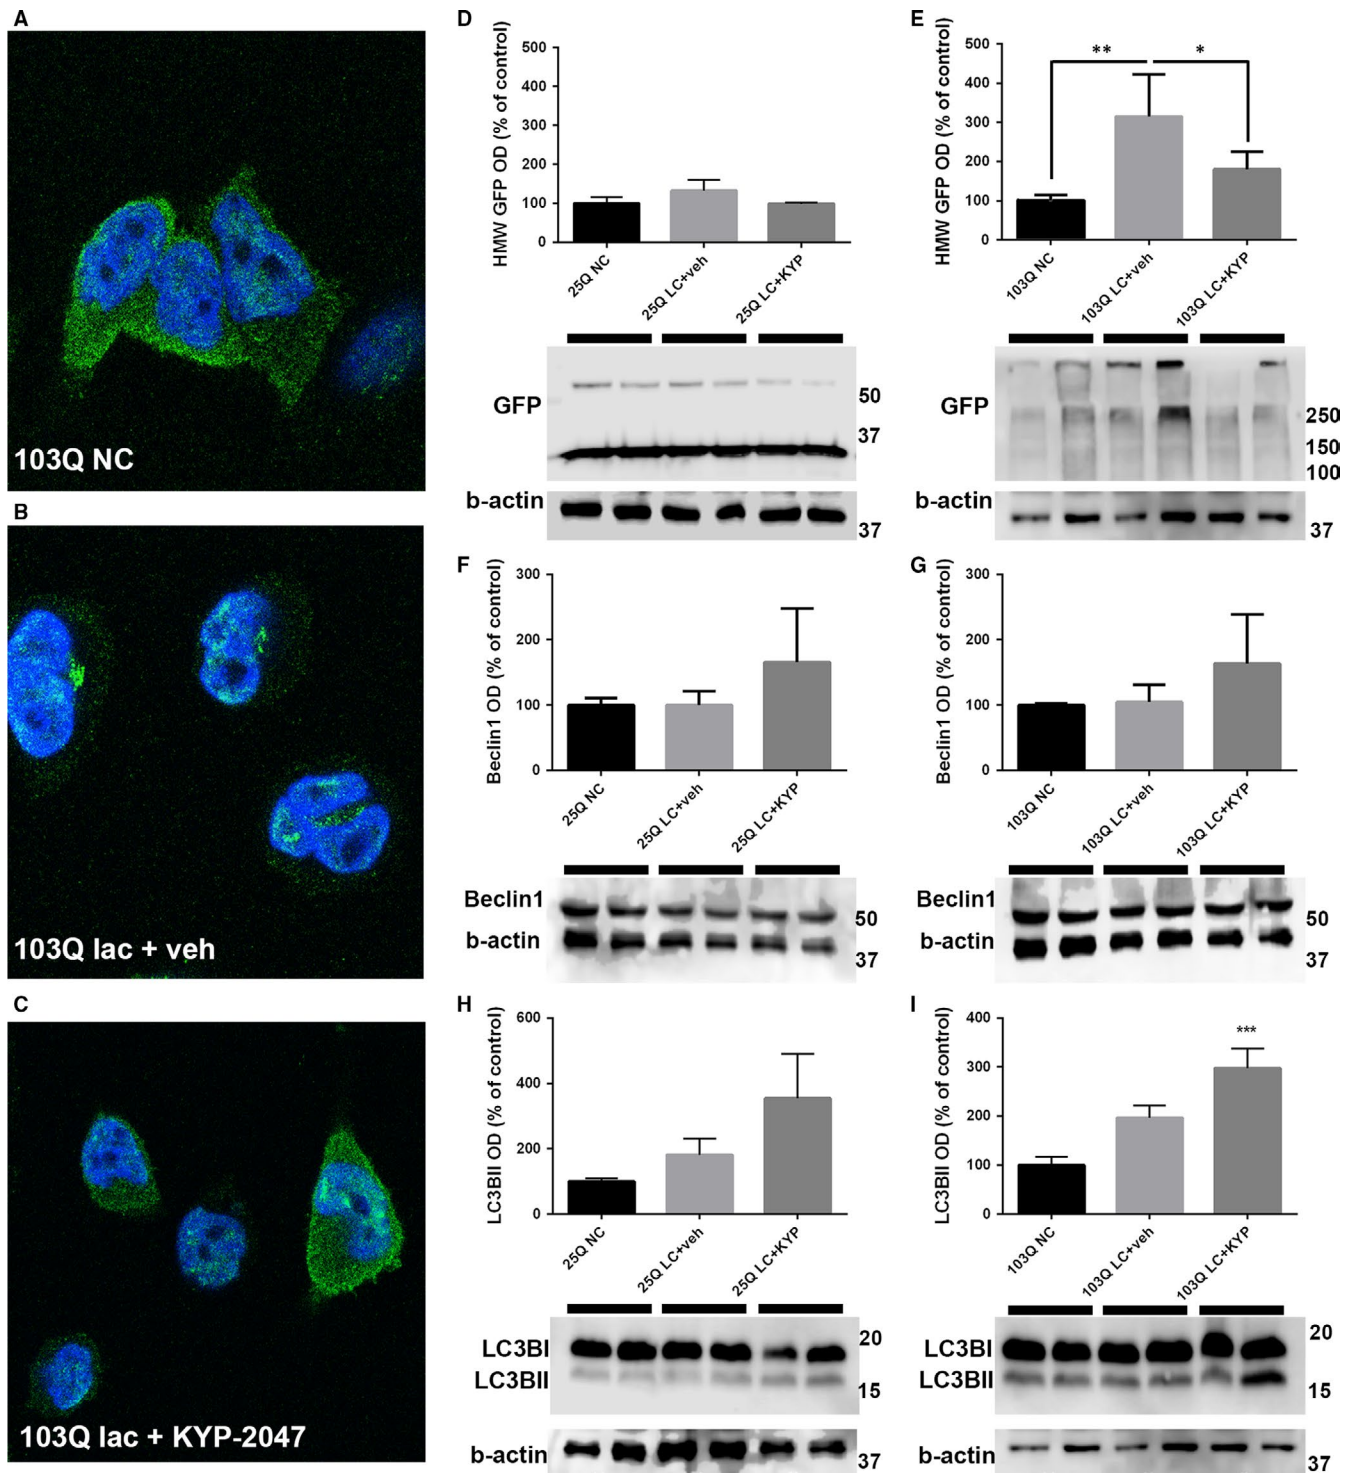 A
103Q NC
B
103Q lac + veh
C
103Q lac + KYP-2047
D
HMW GFP OD (% of control)
500
400
300
200
100
0
25Q NC
25Q LC+veh
25Q LC+KYP
GFP
50
37
b-actin
37
E
HMW GFP OD (% of control)
500
400
300
200
100
0
**
*
103Q NC
103Q LC+veh
103Q LC+KYP
GFP
250
150
100
b-actin
37
F
Beclin1 OD (% of control)
300
200
100
0
25Q NC
25Q LC+veh
25Q LC+KYP
Beclin1
50
b-actin
37
G
Beclin1 OD (% of control)
300
200
100
0
103Q NC
103Q LC+veh
103Q LC+KYP
Beclin1
50
b-actin
37
H
LC3BII OD (% of control)
600
400
200
0
25Q NC
25Q LC+veh
25Q LC+KYP
LC3BI
20
LC3BII
15
b-actin
37
I
LC3BII OD (% of control)
400
300
200
100
0
***
103Q NC
103Q LC+veh
103Q LC+KYP
LC3BI
20
LC3BII
15
b-actin
37